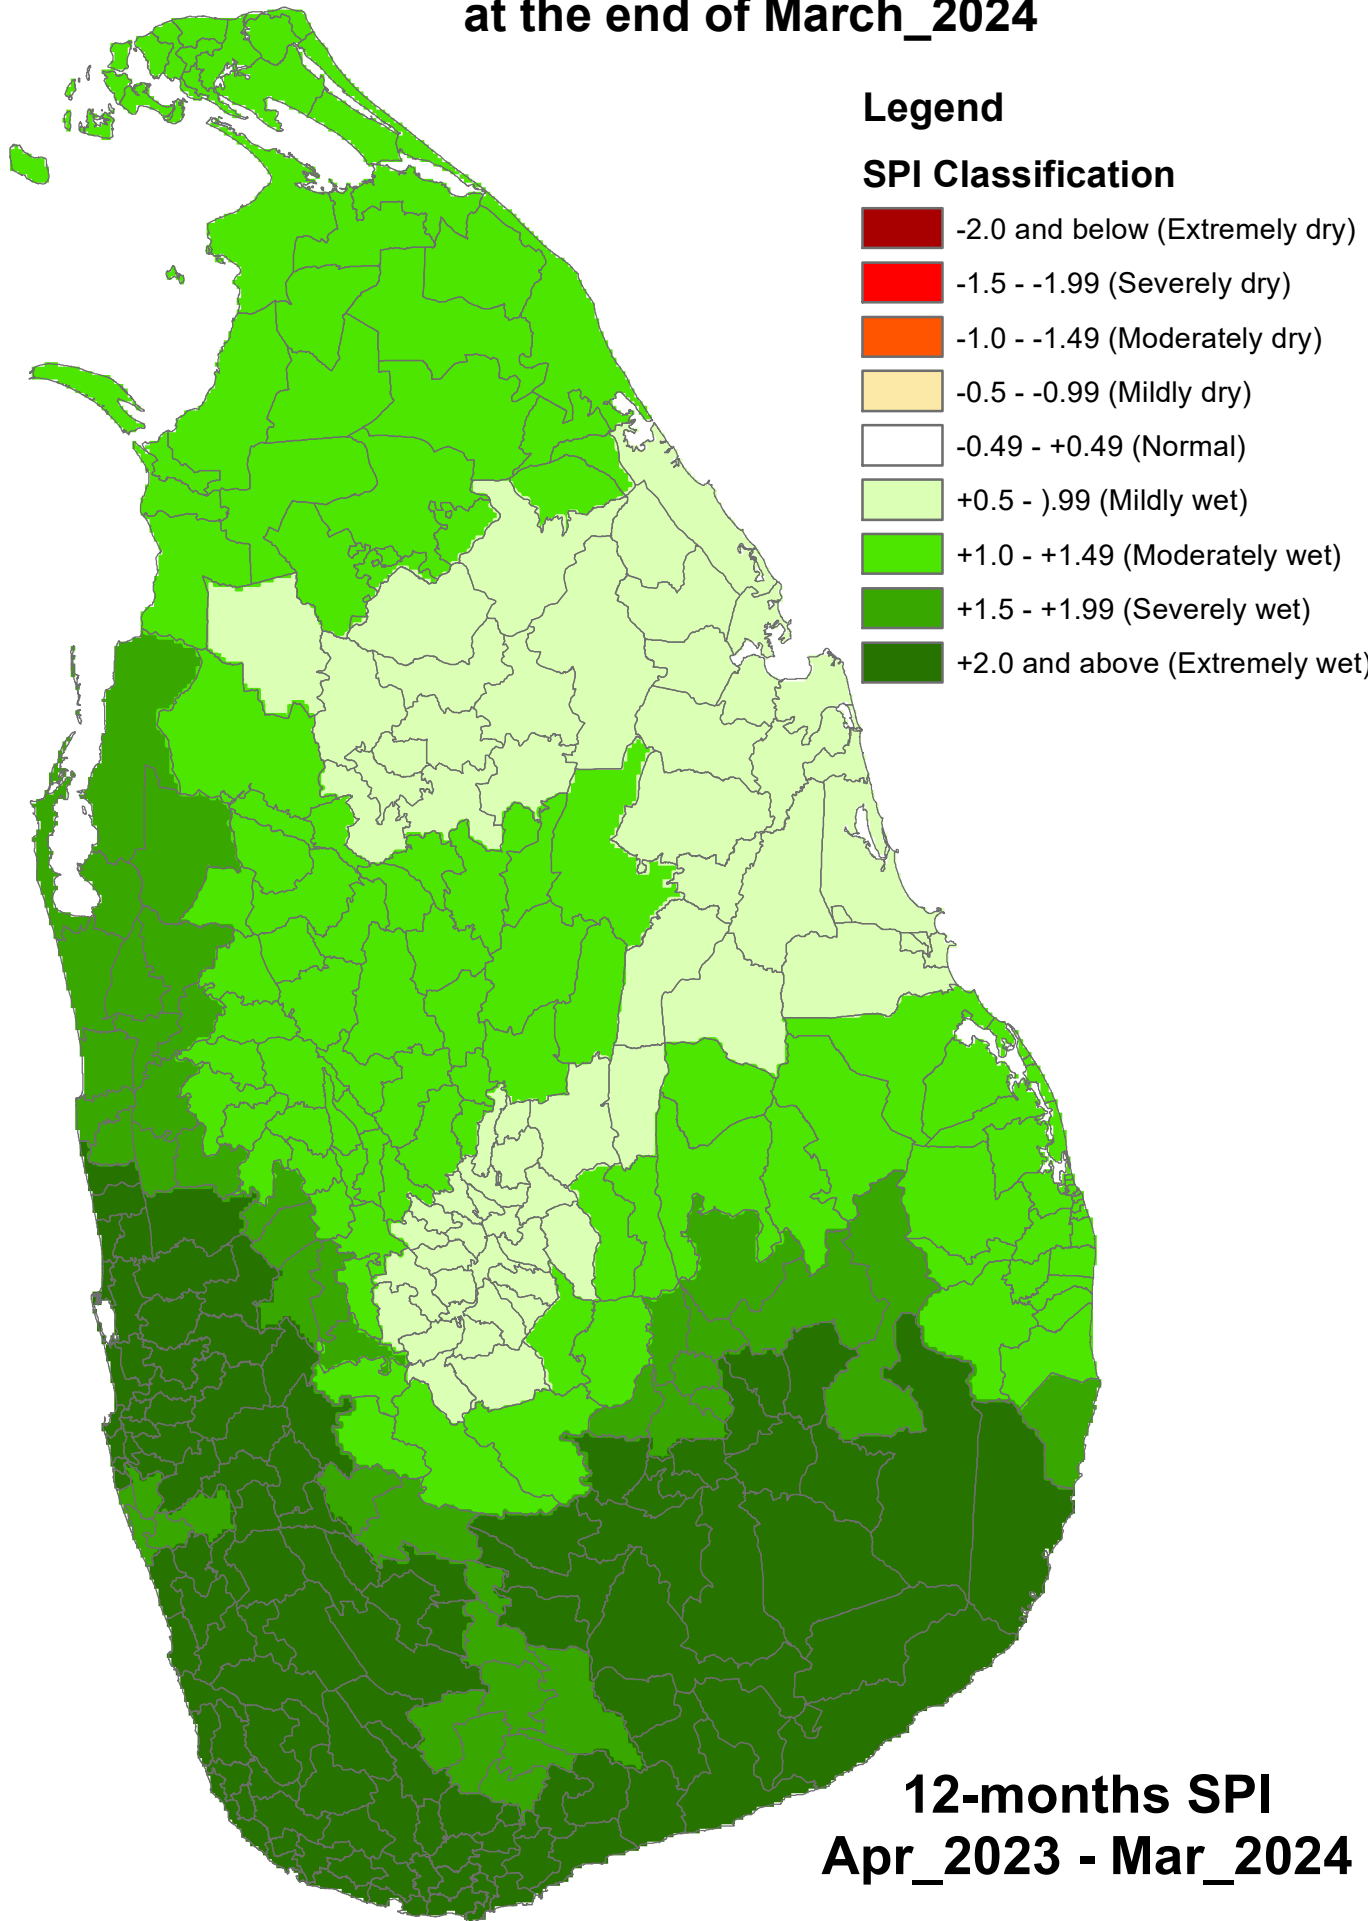 at the end of March_2024
Legend
SPI Classification
-2.0 and below (Extremely dry)
-1.5 - -1.99 (Severely dry)
-1.0 - -1.49 (Moderately dry)
-0.5 - -0.99 (Mildly dry)
-0.49 - +0.49 (Normal)
+0.5 - ).99 (Mildly wet)
+1.0 - +1.49 (Moderately wet)
+1.5 - +1.99 (Severely wet)
+2.0 and above (Extremely wet)
12-months SPI
Apr_2023 - Mar_2024